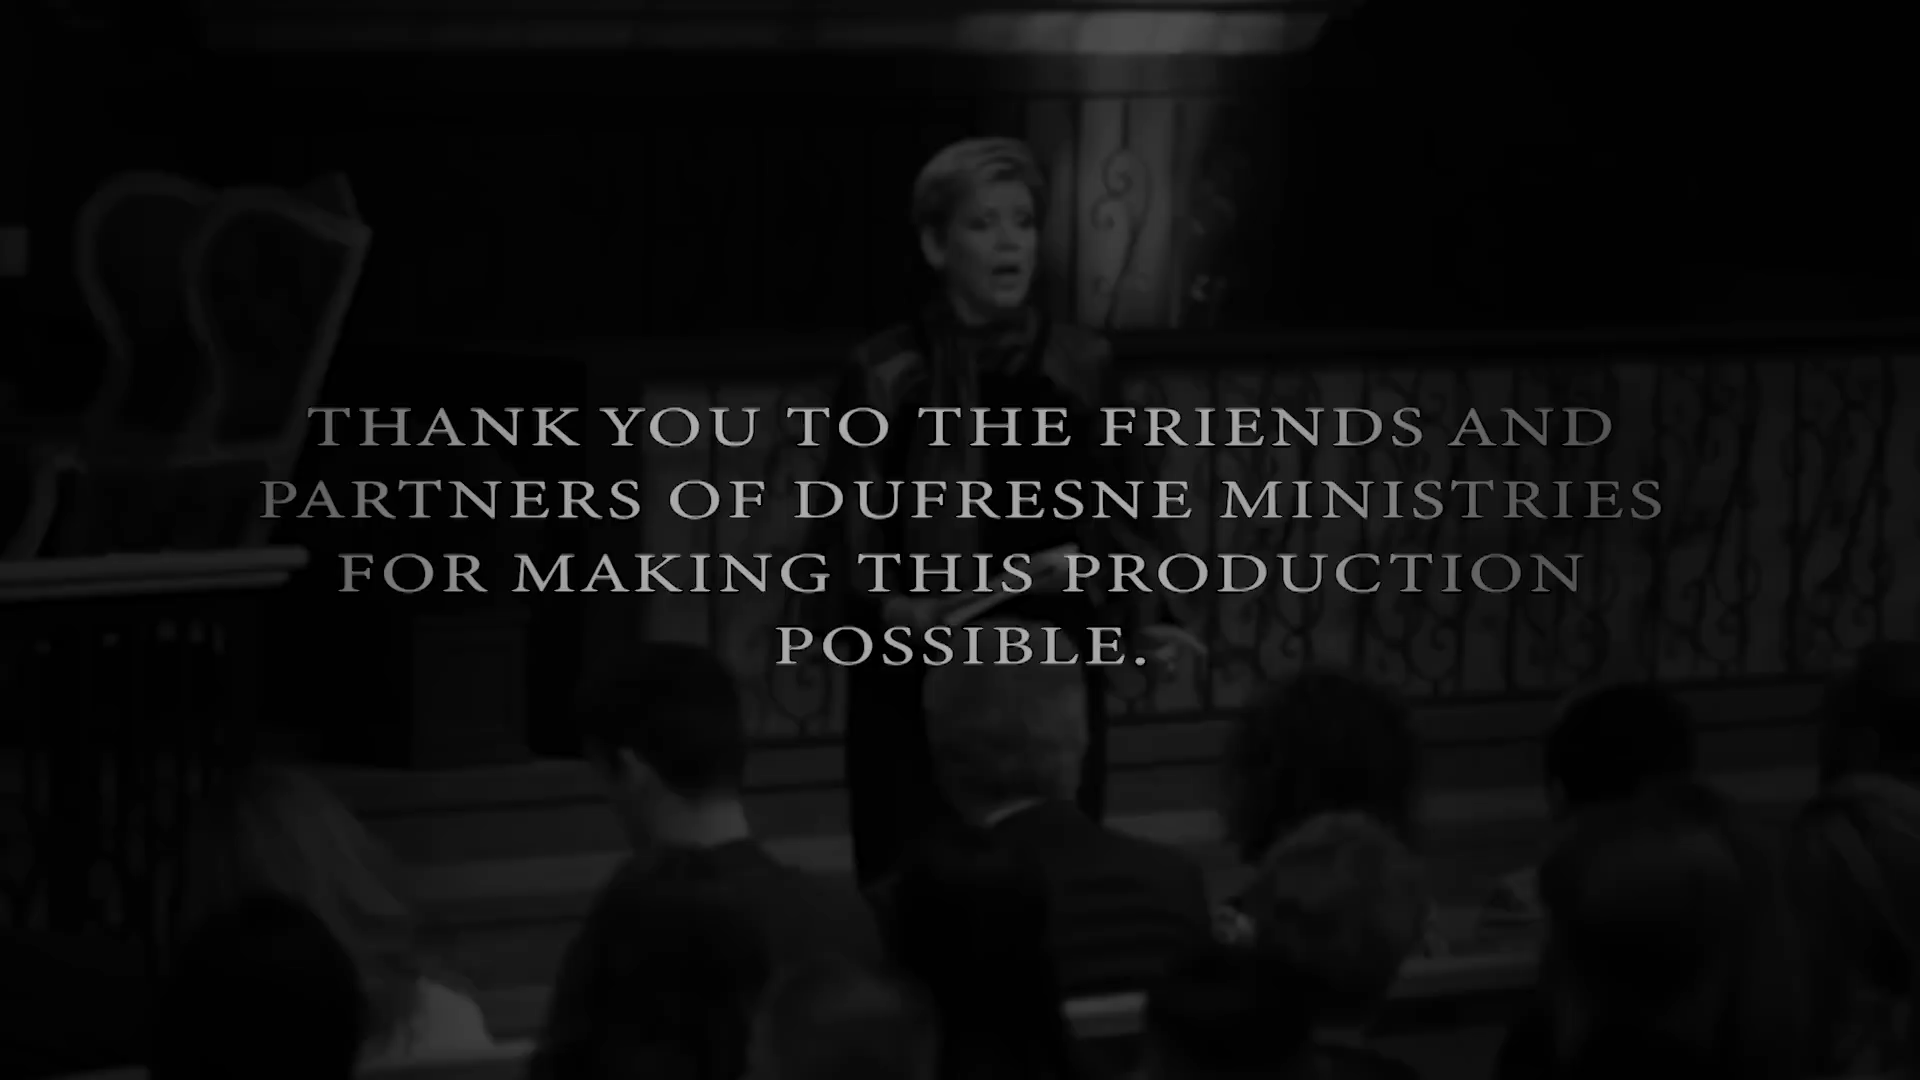 THANK YOU TO THE FRIENDS AND
PARTNERS OF DUFRESNE MINISTRIES
FOR MAKING THIS PRODUCTION
POSSIBLE.